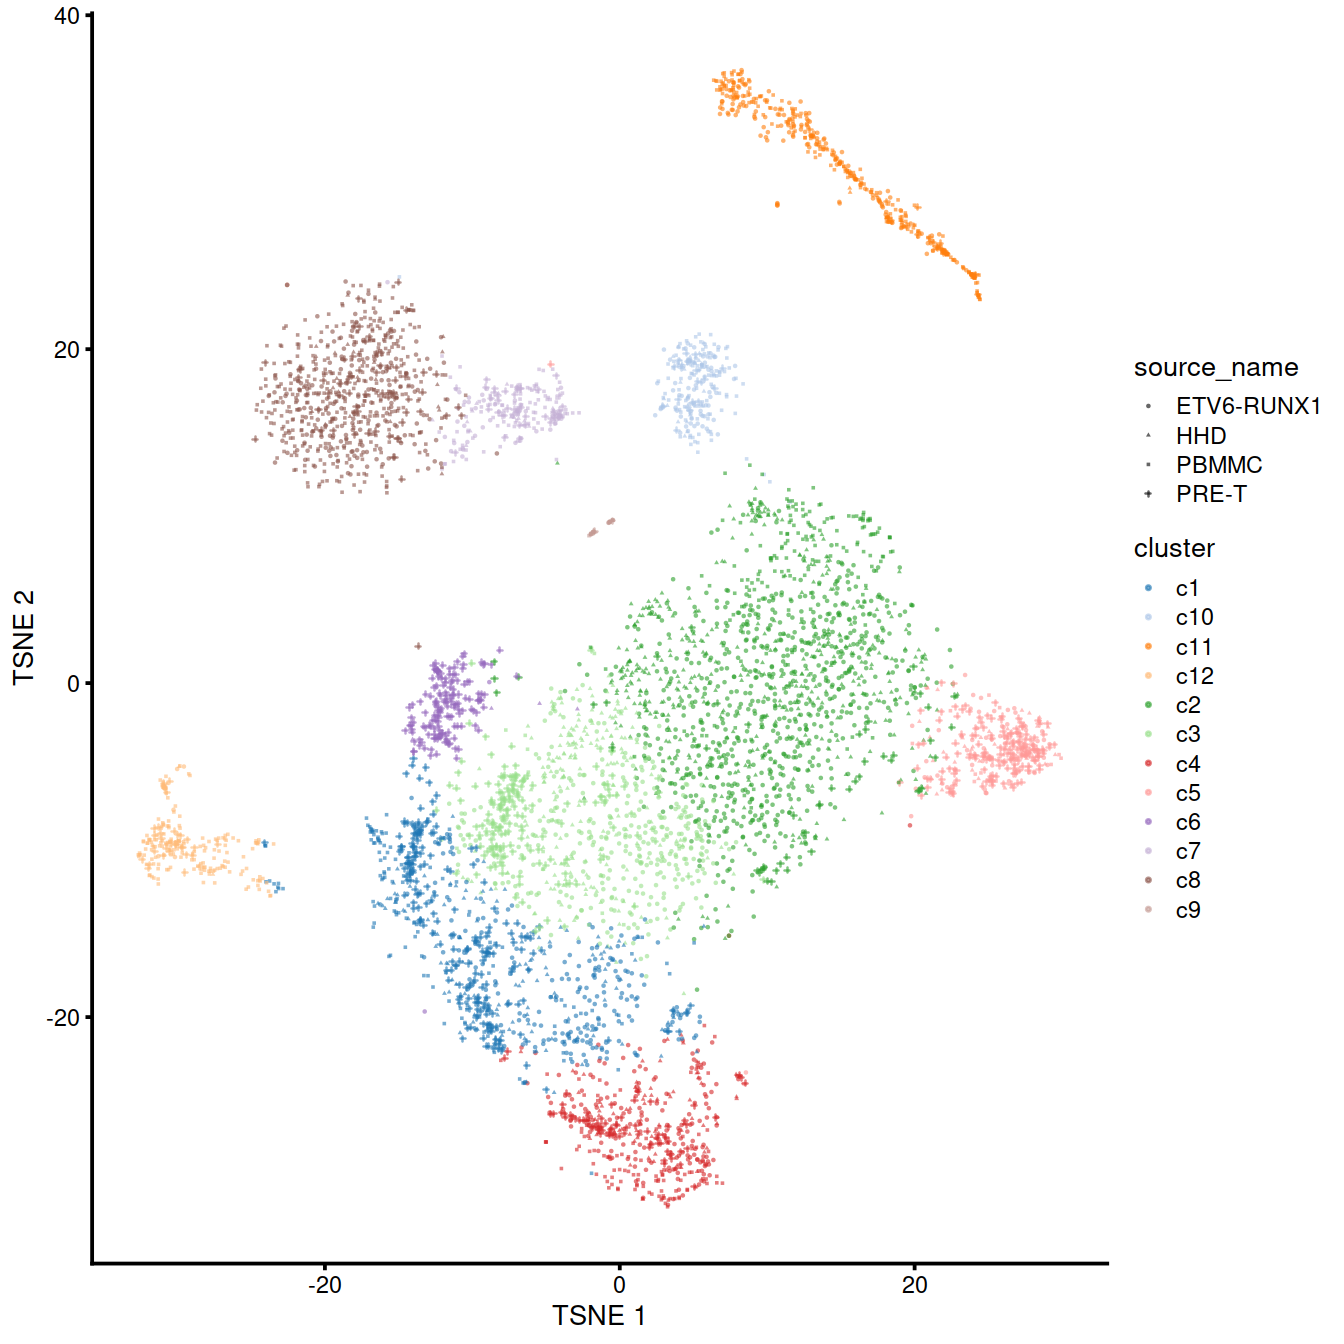 40
20
0
-20
TSNE 2
-20
0
20
TSNE 1
source_name
ETV6-RUNX1
HHD
PBMMC
PRE-T
cluster
c1
c10
c11
c12
c2
c3
c4
c5
c6
c7
c8
c9